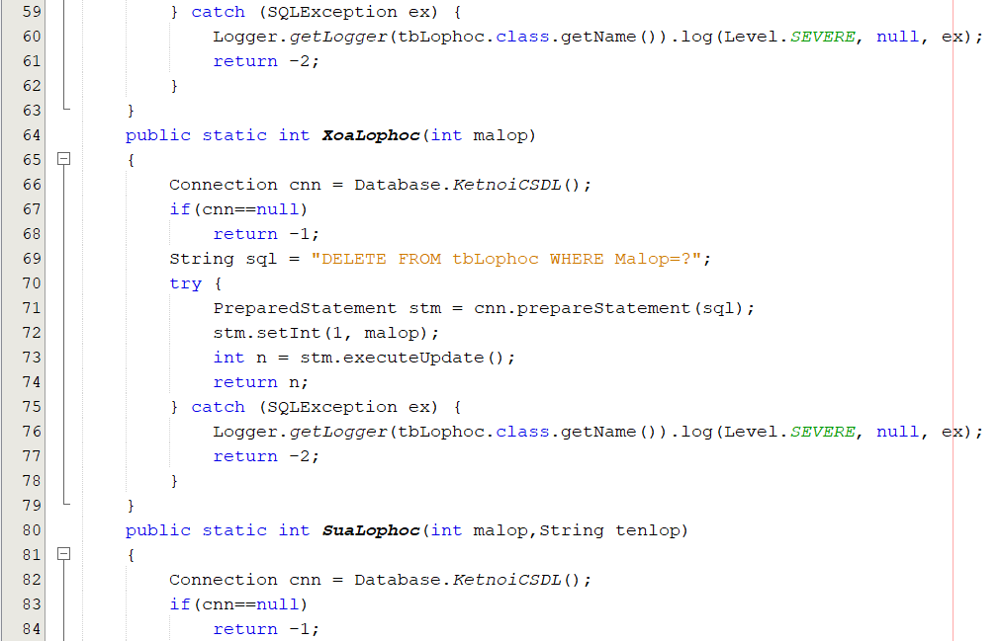 59 } catch (SQLException ex) {
60 Logger.getLogger(tbLophoc.class.getName()).log(Level.SEVERE, null, ex);
61 return -2;
62 }
63 }
64 public static int XoaLophoc(int malop)
65 {
66 Connection cnn = Database.KetnoiCSDL();
67 if(cnn==null)
68 return -1;
69 String sql = "DELETE FROM tbLophoc WHERE Malop=?";
70 try {
71 PreparedStatement stm = cnn.prepareStatement(sql);
72 stm.setInt(1, malop);
73 int n = stm.executeUpdate();
74 return n;
75 } catch (SQLException ex) {
76 Logger.getLogger(tbLophoc.class.getName()).log(Level.SEVERE, null, ex);
77 return -2;
78 }
79 }
80 public static int SuaLophoc(int malop,String tenlop)
81 {
82 Connection cnn = Database.KetnoiCSDL();
83 if(cnn==null)
84 return -1;